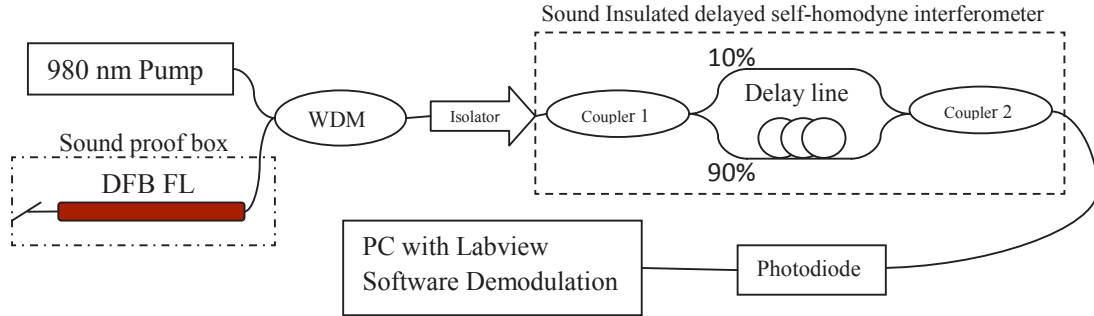 Sound Insulated delayed self-homodyne interferometer
980 nm Pump
10%
Delay line
WDM
Isolator
Coupler 1
Coupler 2
Sound proof box
90%
DFB FL
PC with Labview
Software Demodulation
Photodiode